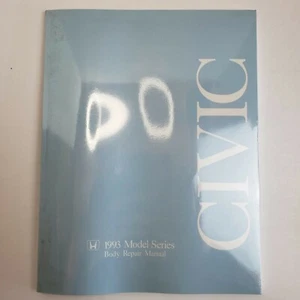 CIVIC
1993 Model Series
Body Repair Manual